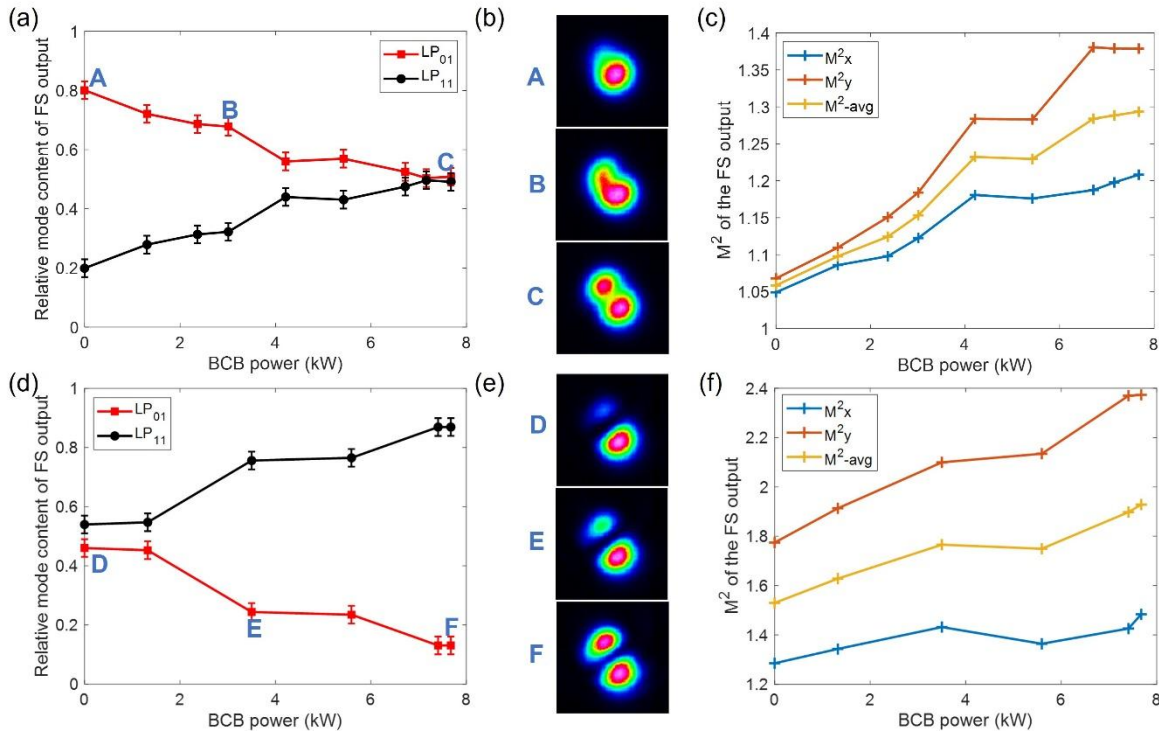 (a)
Relative mode content of FS output
1
0.8
0.6
0.4
0.2
0
LP01
LP11
A
B
C
0 2 4 6 8
BCB power (kW)
(b)
A
B
C
(c)
M2 of the FS output
1.4
1.35
1.3
1.25
1.2
1.15
1.1
1.05
1
M2x
M2y
M2-avg
0 1 2 3 4 5 6 7 8
BCB power (kW)
(d)
Relative mode content of FS output
1
0.8
0.6
0.4
0.2
0
LP01
LP11
D
E
F
0 2 4 6 8
BCB power (kW)
(e)
D
E
F
(f)
M2 of the FS output
2.4
2.2
2
1.8
1.6
1.4
1.2
M2x
M2y
M2-avg
0 2 4 6 8
BCB power (kW)